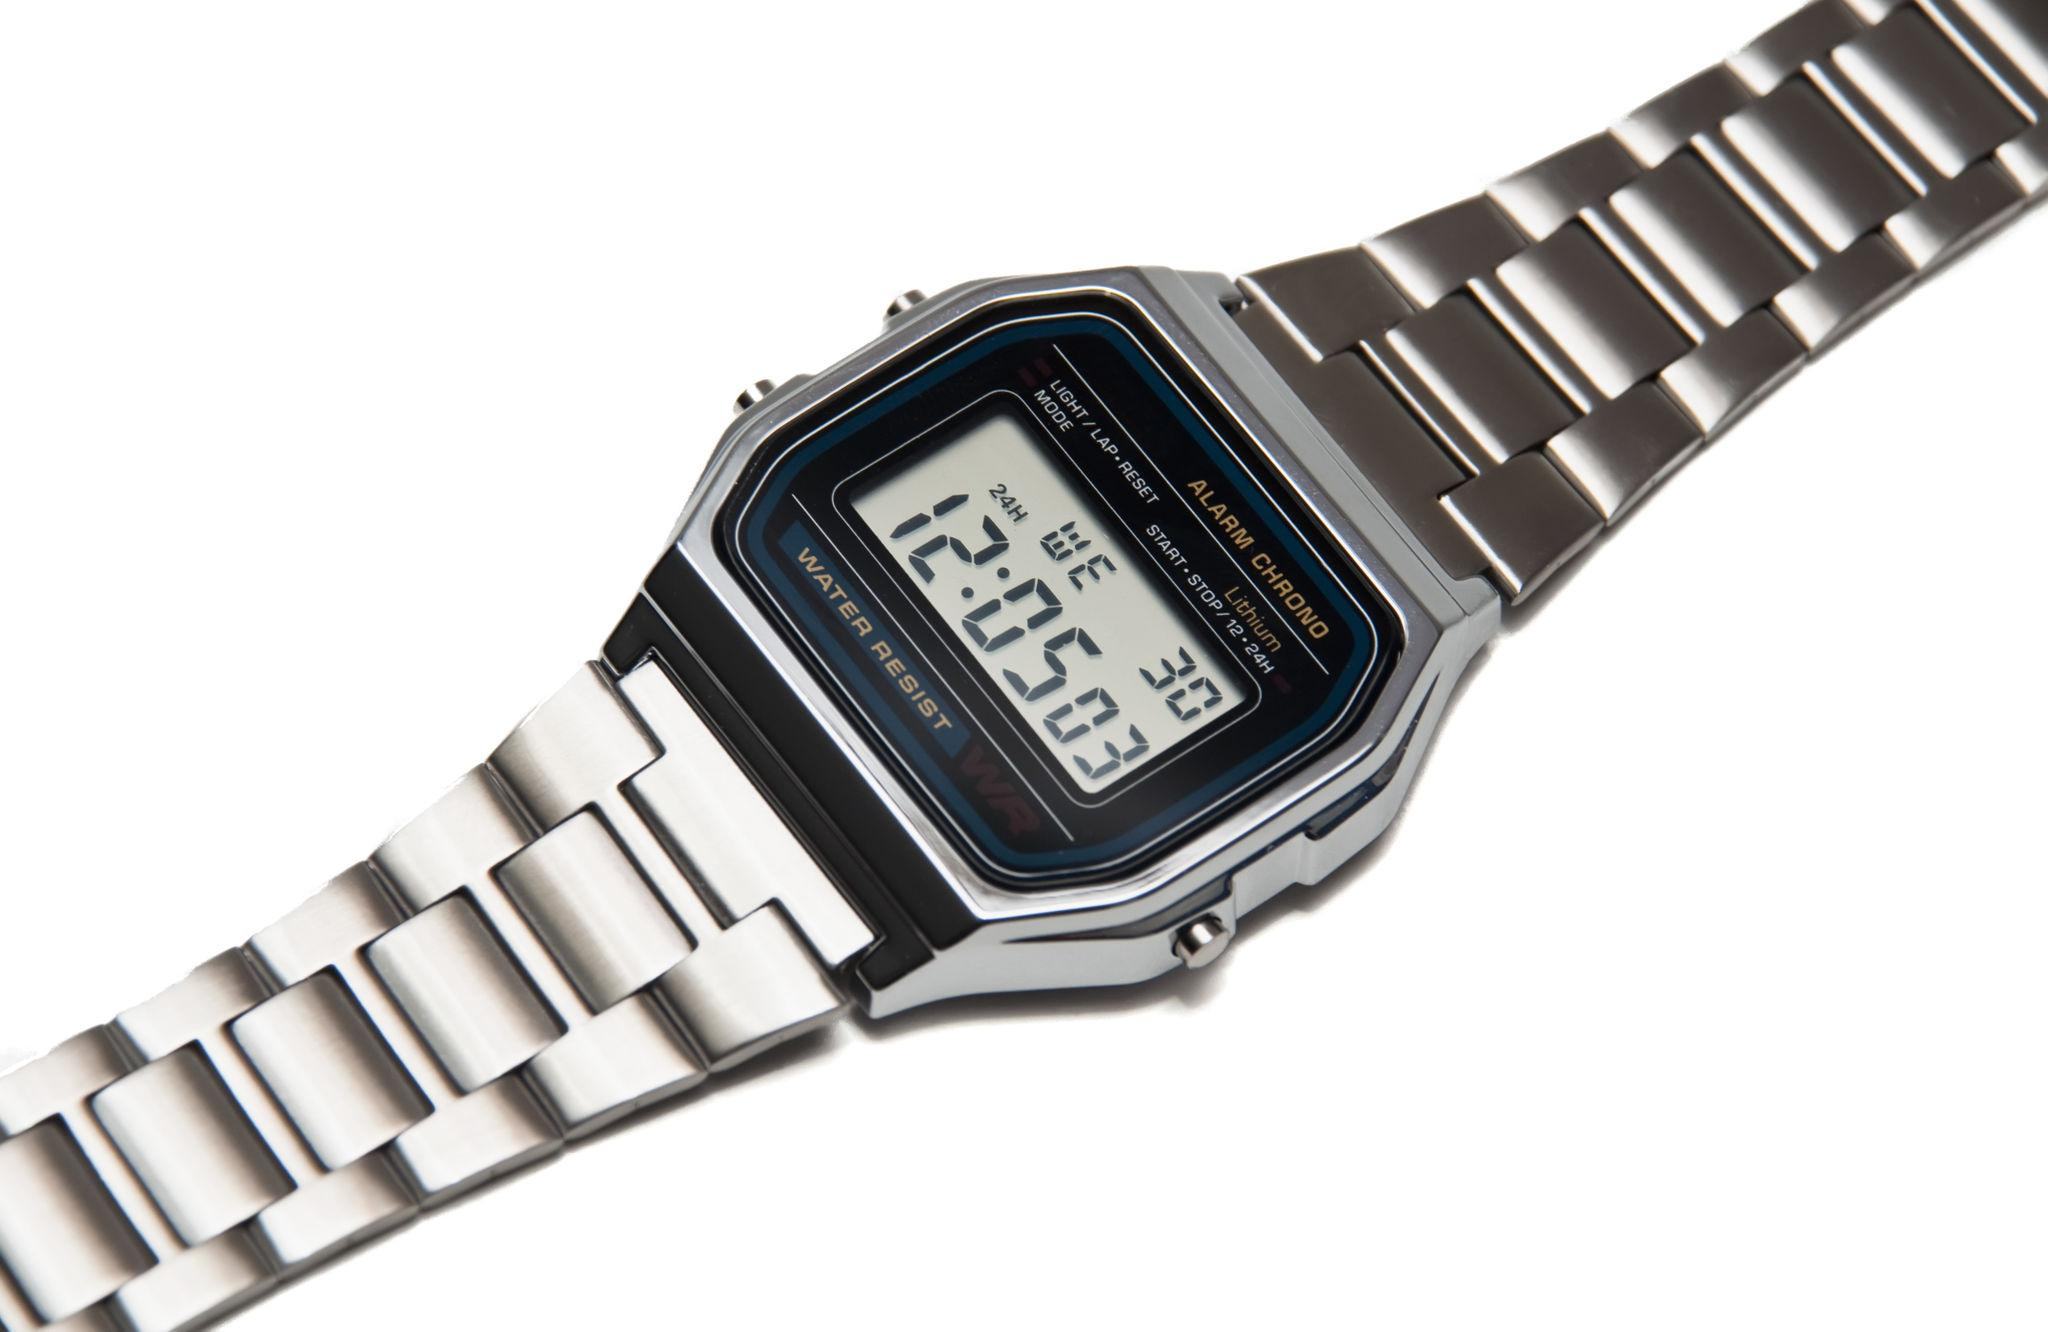 ALARM CHRONO
Lithium
LIGHT / LAP•RESET
MODE
START•STOP / 12•24H
24H WE 30
12:05 03
WATER RESIST
WR